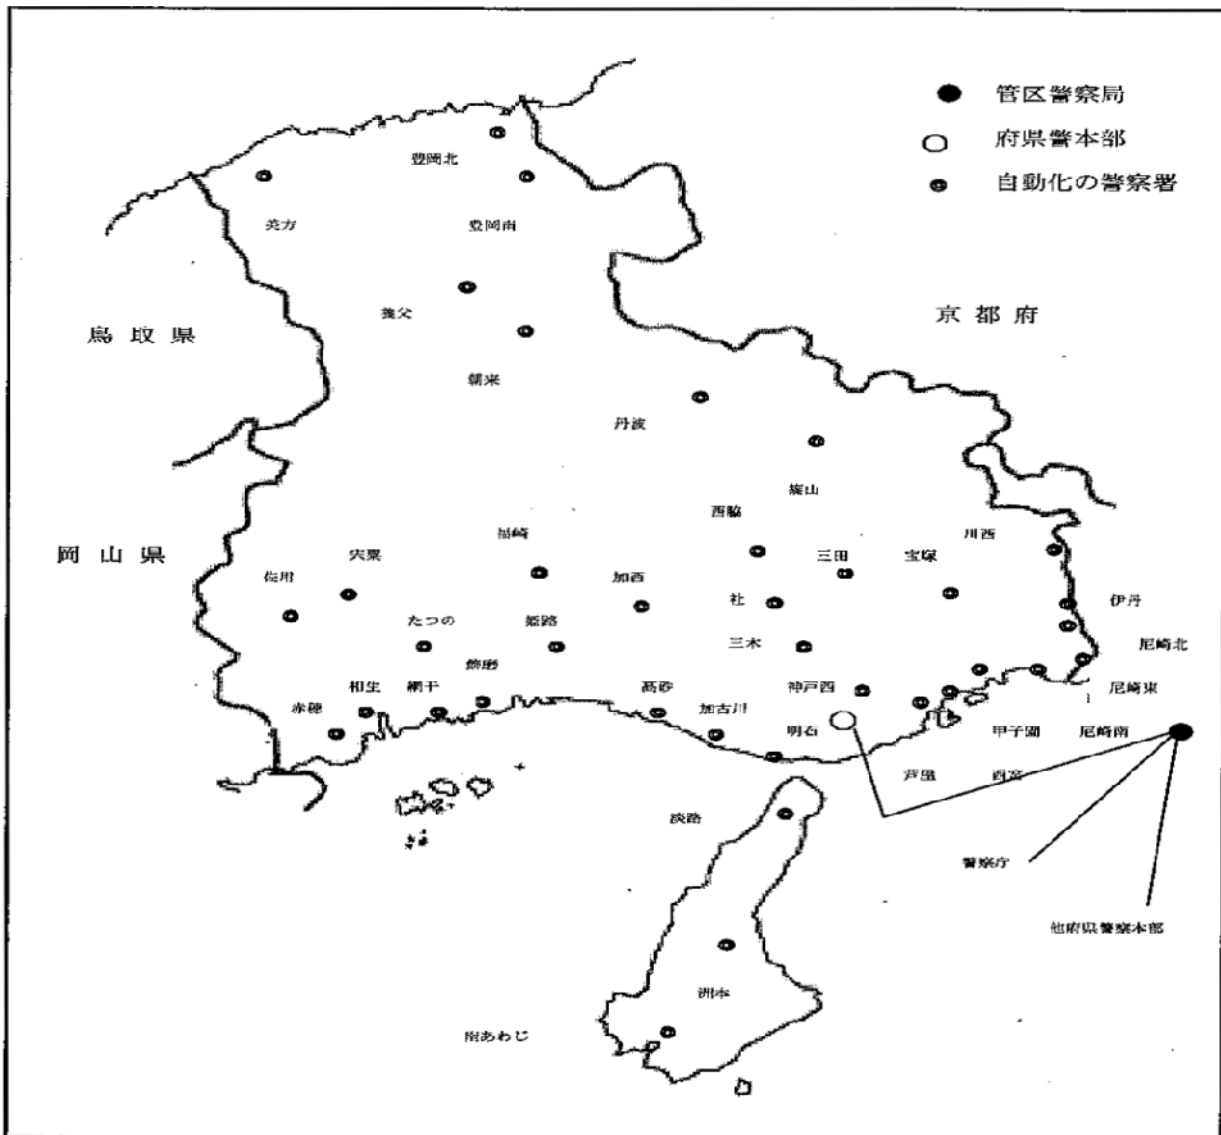 管区警察局
府県警本部
自動化の警察署
豊岡北
美方
豊岡南
養父
鳥取県
京都府
朝来
丹波
篠山
西脇
福崎
川西
岡山県
宍粟
三田
宝塚
佐用
加西
社
伊丹
たつの
姫路
三木
尼崎北
飾磨
相生
網干
高砂
神戸西
尼崎東
赤穂
加古川
明石
甲子園
尼崎南
芦屋
西宮
淡路
警察庁
他府県警察本部
洲本
南あわじ